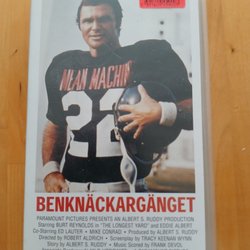 MEAN MACHINE
22
BENKNÄCKARGÄNGET
PARAMOUNT PICTURES PRESENTS AN ALBERT S. RUDDY PRODUCTION
Starring BURT REYNOLDS IN "THE LONGEST YARD" and EDDIE ALBERT
Co-Starring ED LAUTER • MIKE CONRAD • Produced by ALBERT S. RUDDY
Directed by ROBERT ALDRICH • Screenplay by TRACY KEENAN WYNN
Story by ALBERT S. RUDDY • Music Scored by FRANK DEVOL